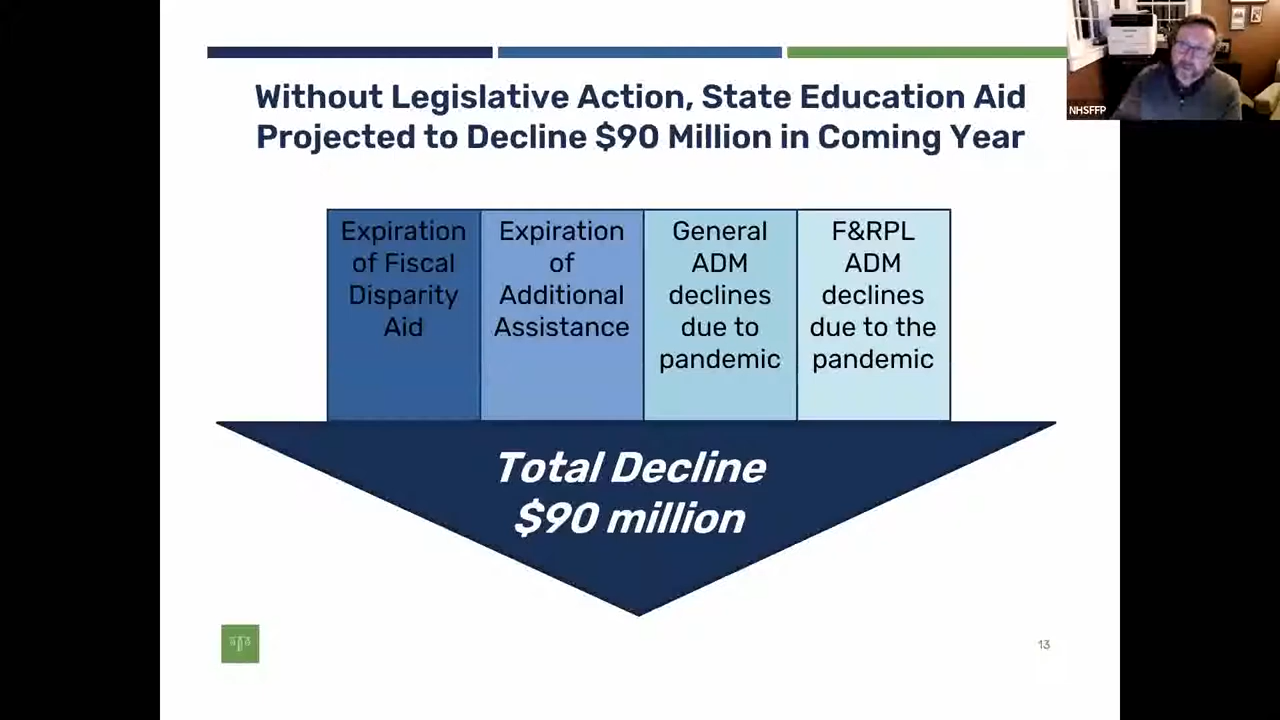 Without Legislative Action, State Education Aid
Projected to Decline $90 Million in Coming Year
NHSFFP
Expiration
of Fiscal
Disparity
Aid
Expiration
of
Additional
Assistance
General
ADM
declines
due to
pandemic
F&RPL
ADM
declines
due to the
pandemic
Total Decline
$90 million
13